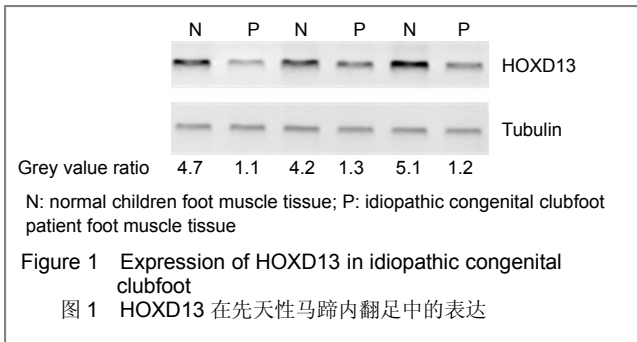 N P N P N P
HOXD13
Tubulin
Grey value ratio 4.7 1.1 4.2 1.3 5.1 1.2
N: normal children foot muscle tissue; P: idiopathic congenital clubfoot
patient foot muscle tissue
Figure 1 Expression of HOXD13 in idiopathic congenital
clubfoot
图 1 HOXD13 在先天性马蹄内翻足中的表达